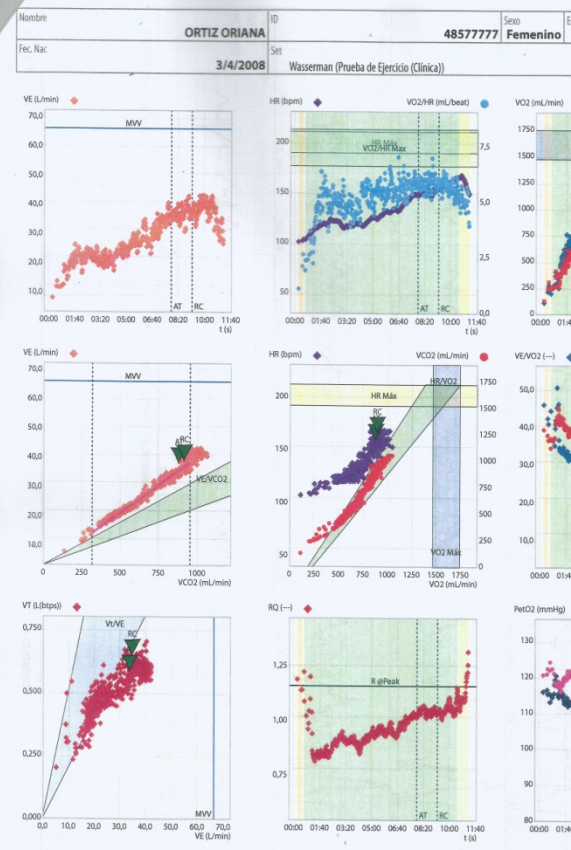 Nombre ID Sexo E
ORTIZ ORIANA 48577777 Femenino
Fec. Nac Set
3/4/2008 Wasserman (Prueba de Ejercicio (Clínica))
VE (L/min) HR (bpm) VO2/HR (mL/beat) VO2 (mL/min)
70,0
60,0
50,0
40,0
30,0
20,0
10,0
MVV
AT RC
00:00 01:40 03:20 05:00 06:40 08:20 10:00 11:40
t (s)
200
150
100
50
HR Máx
VO2/HR Max
7,5
5,0
2,5
0,0
AT RC
00:00 01:40 03:20 05:00 06:40 08:20 10:00 11:40
t (s)
1750
1500
1250
1000
750
500
250
0
00:00 01:4
VE (L/min) HR (bpm) VCO2 (mL/min) VE/VO2 (---)
70,0
60,0
50,0
40,0
30,0
20,0
10,0
MVV
AT RC
VE/VCO2
0 250 500 750 1000
VCO2 (mL/min)
200
150
100
50
HR/VO2
HR Máx
RC
VO2 Máx
1750
1500
1250
1000
750
500
250
0
0 250 500 750 1000 1250 1500 1750
VO2 (mL/min)
50,0
40,0
30,0
20,0
10,0
00:00 01:4
VT (L(btps)) RQ (---) PetO2 (mmHg)
0,750
0,500
0,250
0,000
Vt/VE
RC
MVV
0,0 10,0 20,0 30,0 40,0 50,0 60,0 70,0
VE (L/min)
1,25
1,00
0,75
R @Peak
AT RC
00:00 01:40 03:20 05:00 06:40 08:20 10:00 11:40
t (s)
130
120
110
100
90
80
00:00 01:40